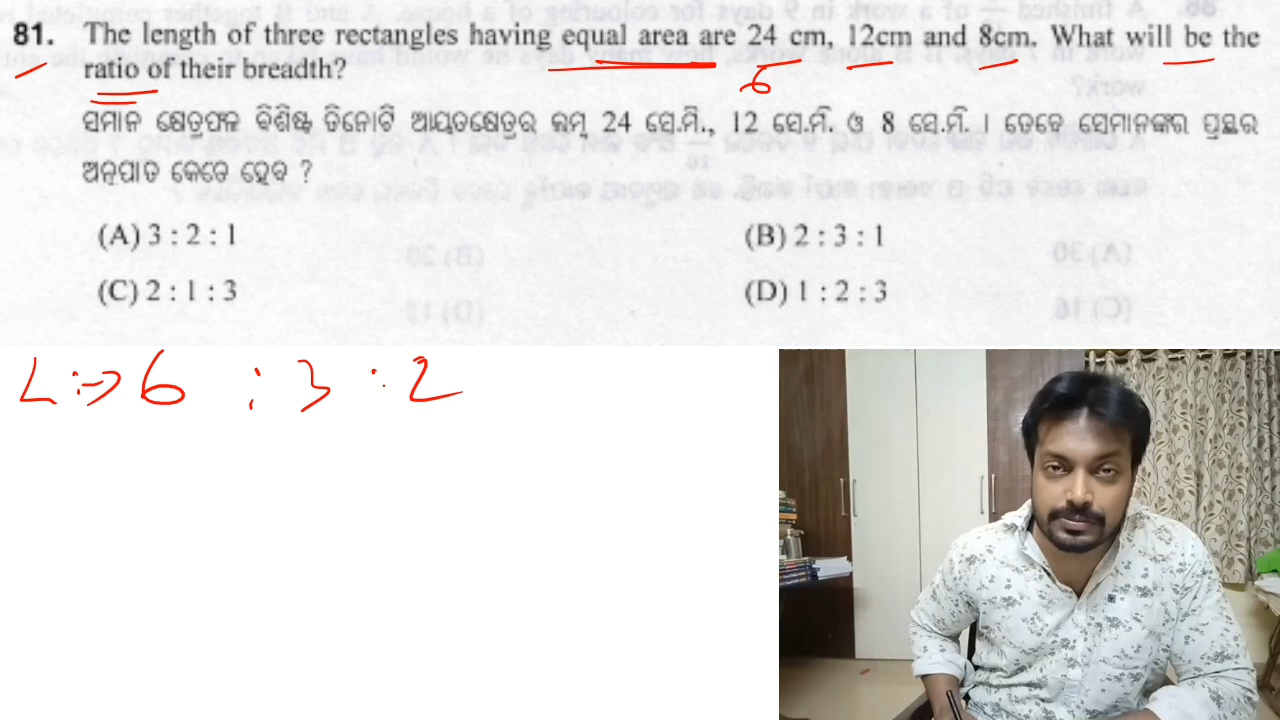 81. The length of three rectangles having equal area are 24 cm, 12cm and 8cm. What will be the
ratio of their breadth?
6
ସମାନ କ୍ଷେତ୍ରଫଳ ବିଶିଷ୍ଟ ତିନୋଟି ଆୟତକ୍ଷେତ୍ରର ଲମ୍ବ 24 ସେ.ମି., 12 ସେ.ମି. ଓ 8 ସେ.ମି. । ତେବେ ସେମାନଙ୍କର ପ୍ରସ୍ଥର
ଅନୁପାତ କେତେ ହେବ ?
(A) 3 : 2 : 1 (B) 2 : 3 : 1
(C) 2 : 1 : 3 (D) 1 : 2 : 3
L :→ 6 : 3 : 2